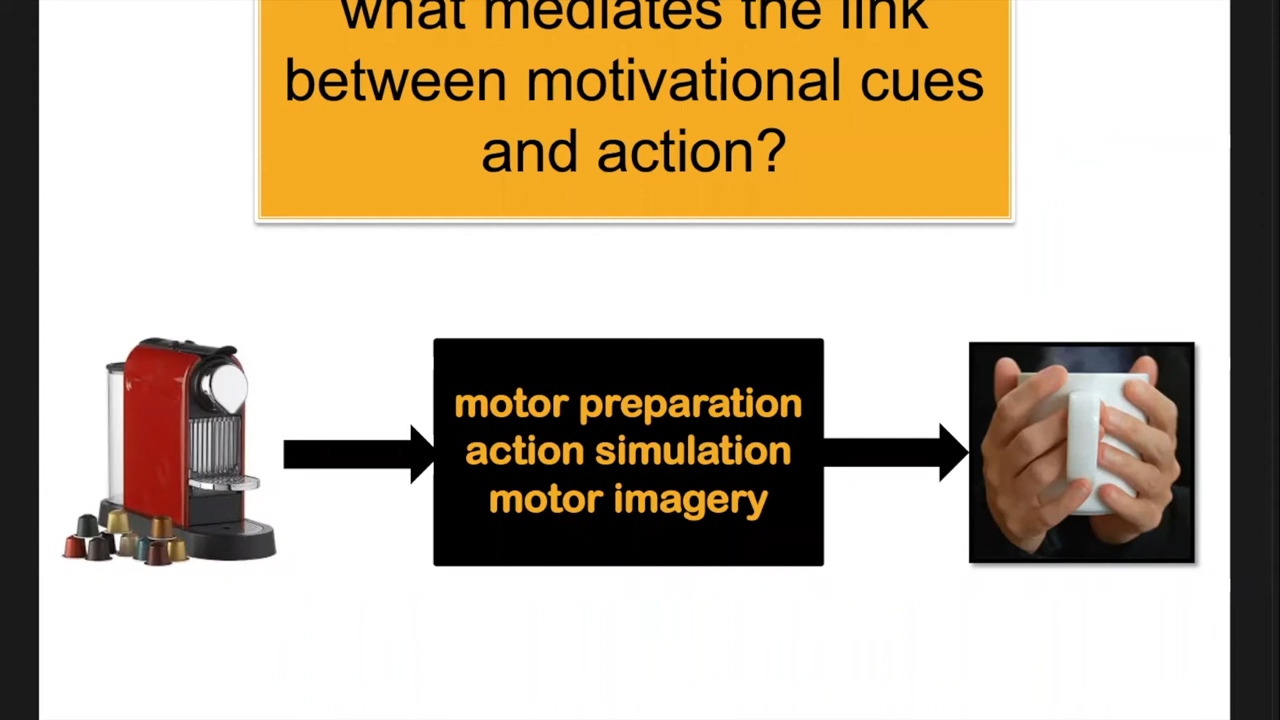 what mediates the link
between motivational cues
and action?
motor preparation
action simulation
motor imagery